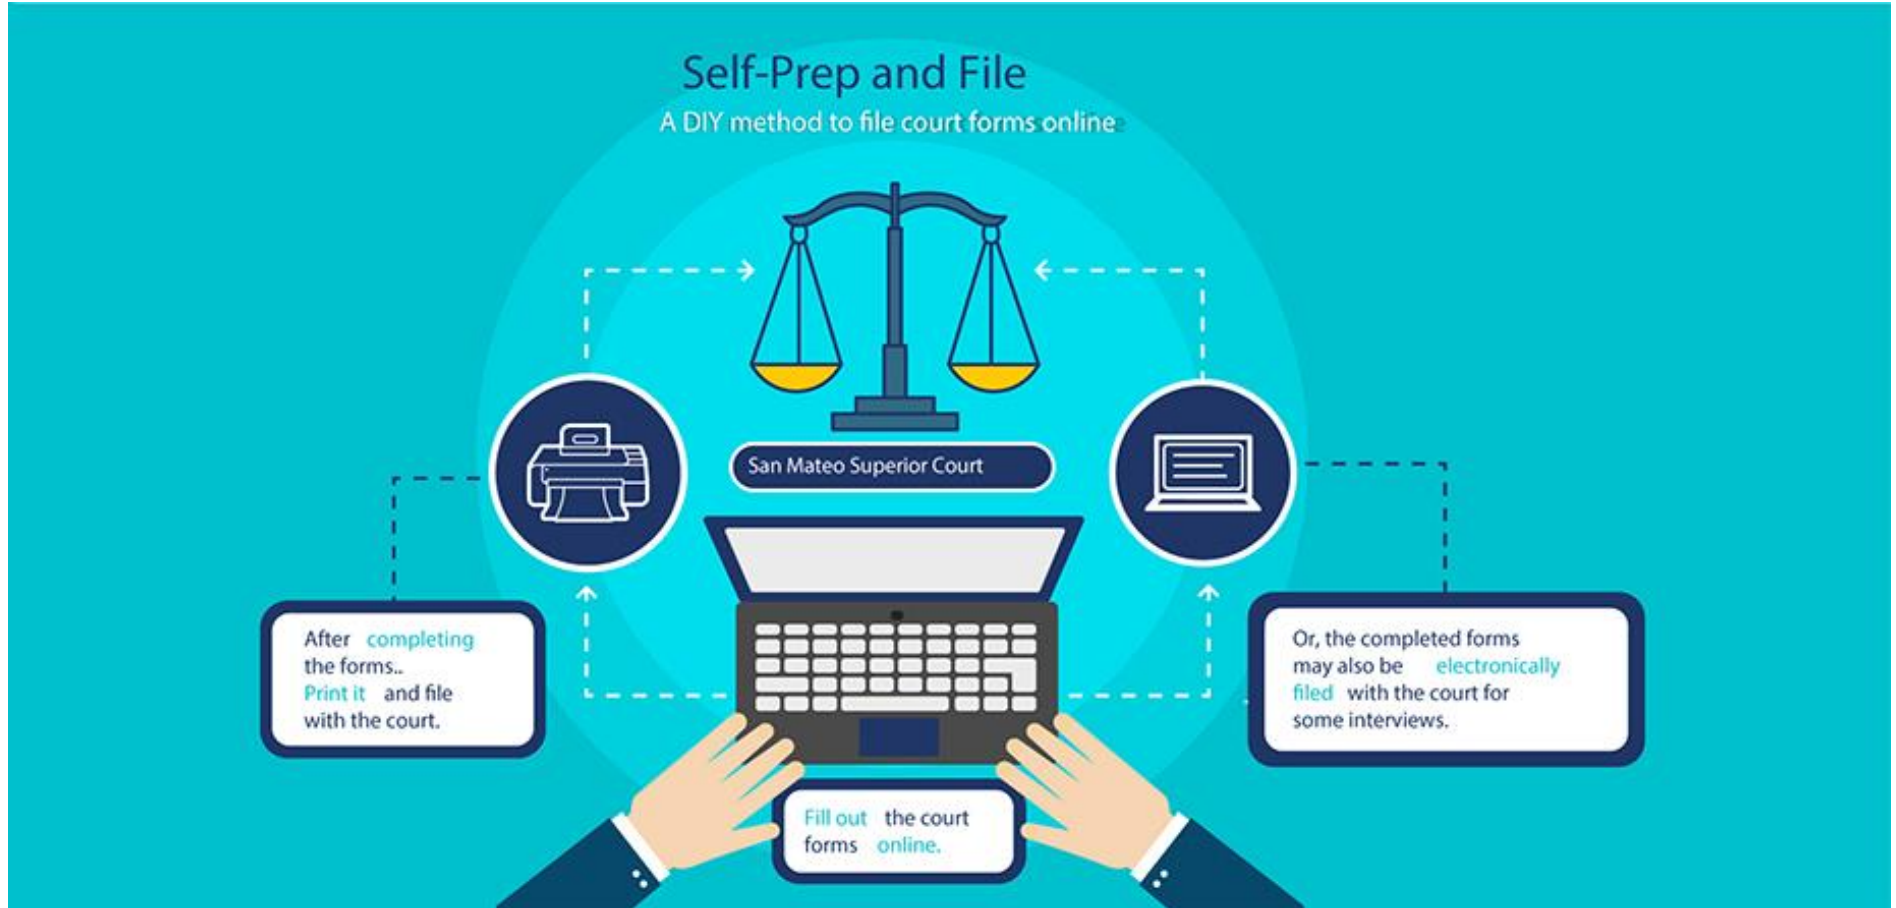 Self-Prep and File
A DIY method to file court forms online
San Mateo Superior Court
After completing
the forms..
Print it and file
with the court.
Or, the completed forms
may also be electronically
filed with the court for
some interviews.
Fill out the court
forms online.